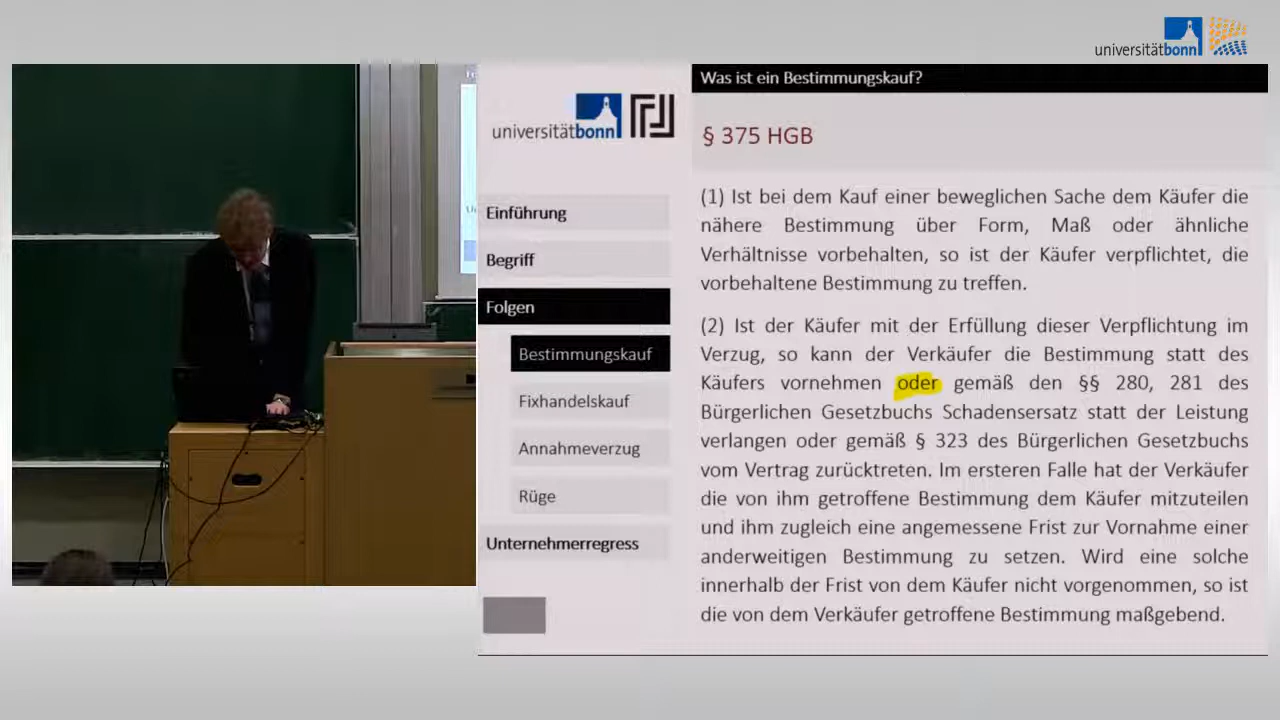 universitätbonn
Was ist ein Bestimmungskauf?
universitätbonn
§ 375 HGB
Einführung
Begriff
Folgen
Bestimmungskauf
Fixhandelskauf
Annahmeverzug
Rüge
Unternehmerregress
(1) Ist bei dem Kauf einer beweglichen Sache dem Käufer die
nähere Bestimmung über Form, Maß oder ähnliche
Verhältnisse vorbehalten, so ist der Käufer verpflichtet, die
vorbehaltene Bestimmung zu treffen.
(2) Ist der Käufer mit der Erfüllung dieser Verpflichtung im
Verzug, so kann der Verkäufer die Bestimmung statt des
Käufers vornehmen oder gemäß den §§ 280, 281 des
Bürgerlichen Gesetzbuchs Schadensersatz statt der Leistung
verlangen oder gemäß § 323 des Bürgerlichen Gesetzbuchs
vom Vertrag zurücktreten. Im ersteren Falle hat der Verkäufer
die von ihm getroffene Bestimmung dem Käufer mitzuteilen
und ihm zugleich eine angemessene Frist zur Vornahme einer
anderweitigen Bestimmung zu setzen. Wird eine solche
innerhalb der Frist von dem Käufer nicht vorgenommen, so ist
die von dem Verkäufer getroffene Bestimmung maßgebend.